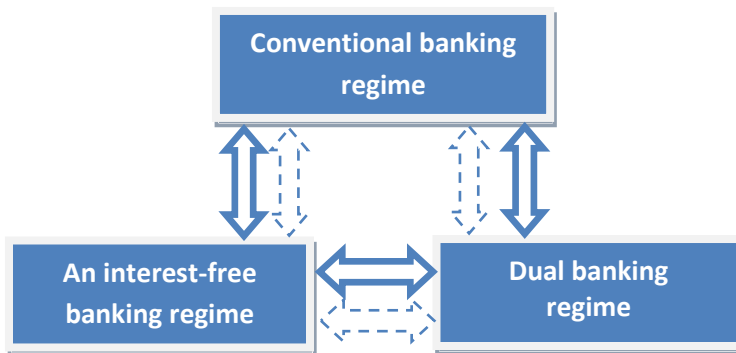 Conventional banking
regime
An interest-free
banking regime
Dual banking
regime